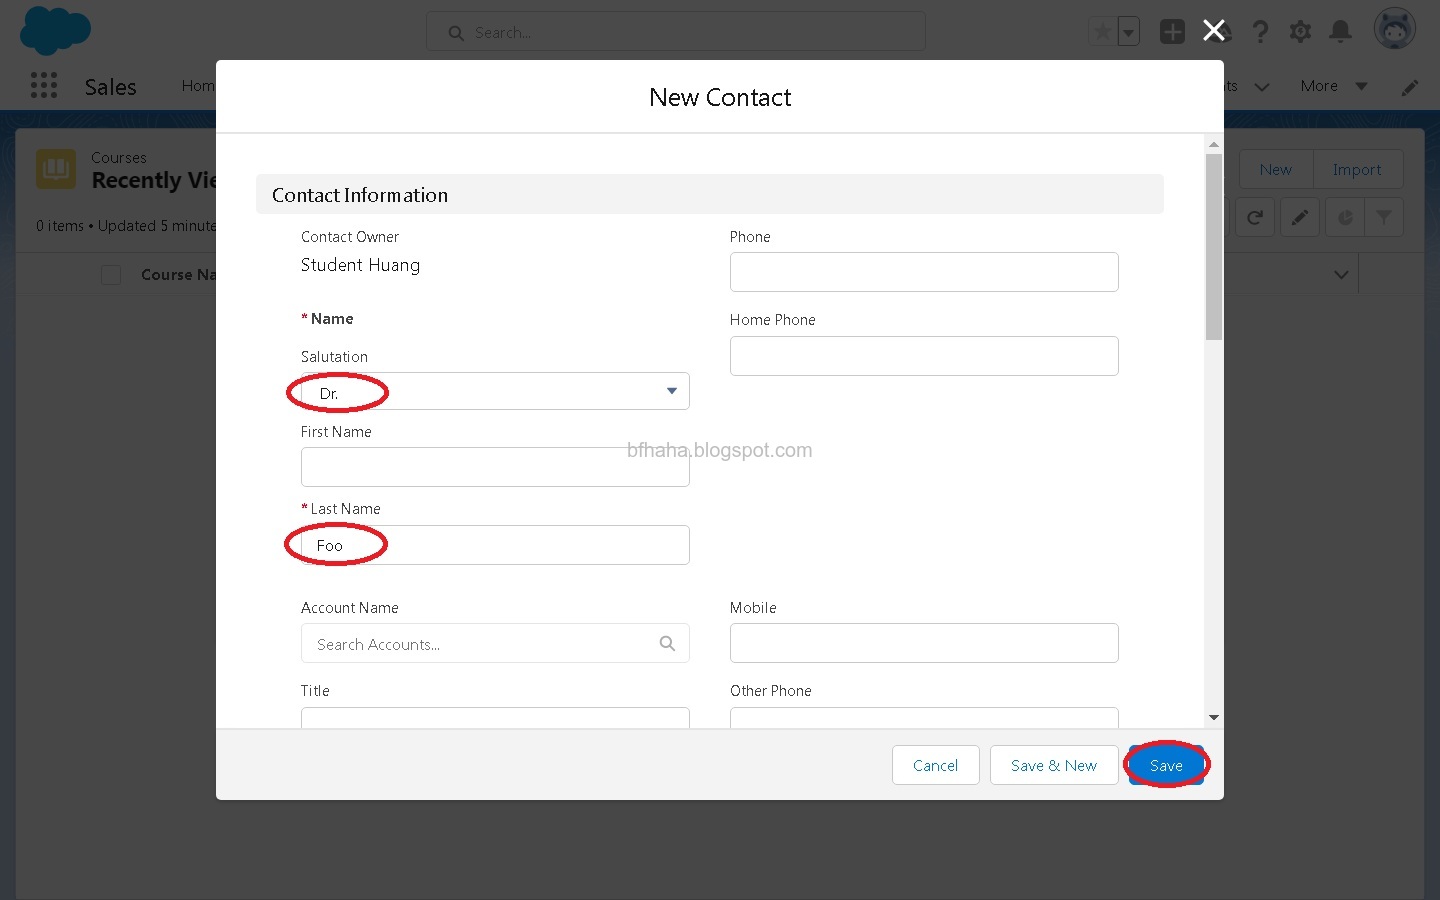 Search...
Sales
Hom
nts
More
New Contact
Courses
Recently Vie
New
Import
0 items • Updated 5 minute
Course Na
Contact Information
Contact Owner
Student Huang
Phone
* Name
Home Phone
Salutation
Dr.
First Name
bfhaha.blogspot.com
* Last Name
Foo
Account Name
Search Accounts...
Mobile
Title
Other Phone
Cancel
Save & New
Save